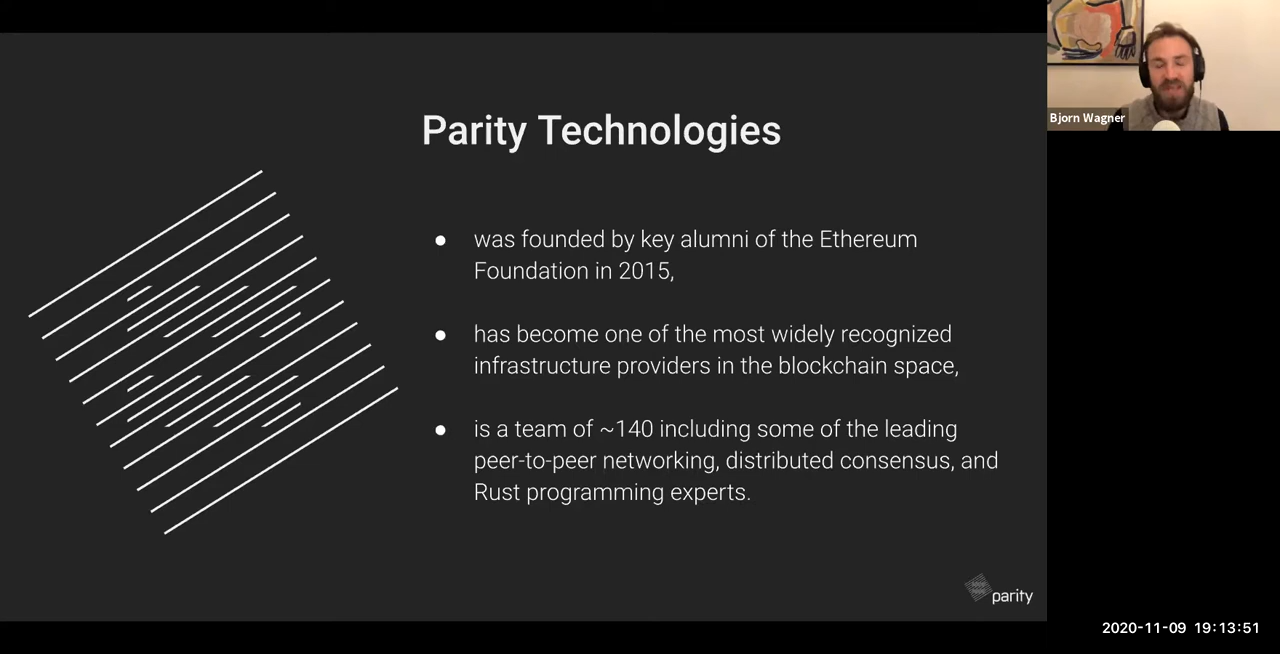 Parity Technologies
● was founded by key alumni of the Ethereum
Foundation in 2015,
● has become one of the most widely recognized
infrastructure providers in the blockchain space,
● is a team of ~140 including some of the leading
peer-to-peer networking, distributed consensus, and
Rust programming experts.
parity
Bjorn Wagner
2020-11-09 19:13:51